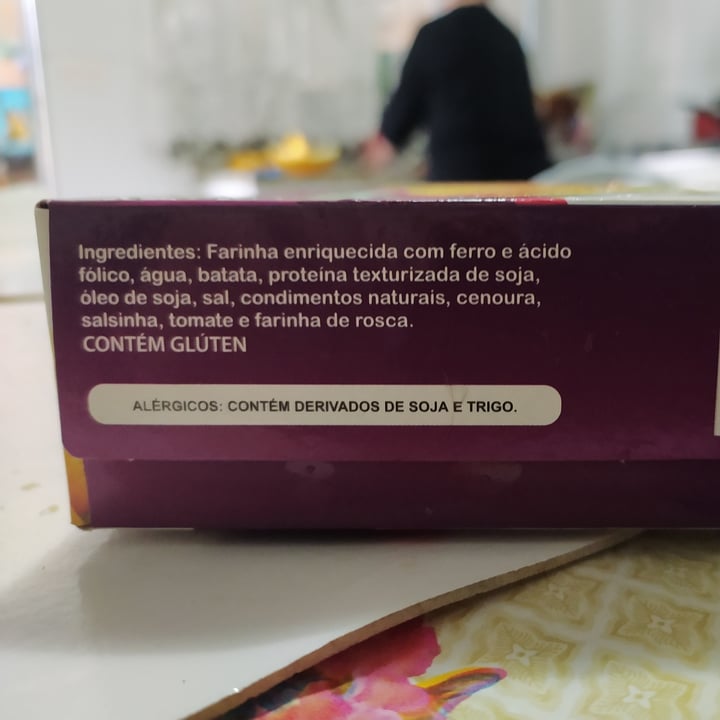 Ingredientes: Farinha enriquecida com ferro e ácido
fólico, água, batata, proteína texturizada de soja,
óleo de soja, sal, condimentos naturais, cenoura,
salsinha, tomate e farinha de rosca.
CONTÉM GLÚTEN
ALÉRGICOS: CONTÉM DERIVADOS DE SOJA E TRIGO.